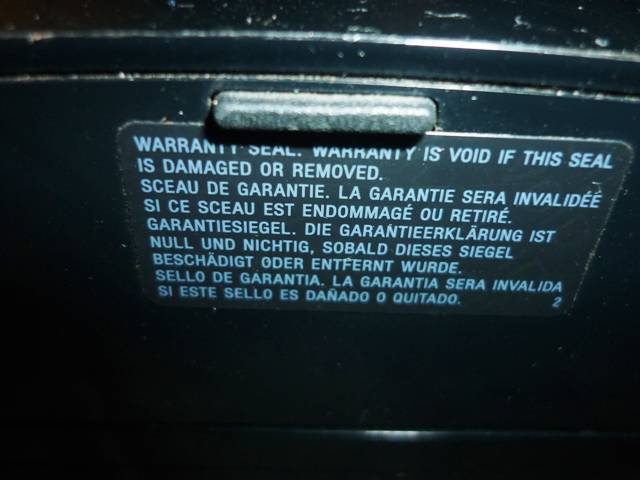 WARRANTY SEAL. WARRANTY IS VOID IF THIS SEAL
IS DAMAGED OR REMOVED.
SCEAU DE GARANTIE. LA GARANTIE SERA INVALIDÉE
SI CE SCEAU EST ENDOMMAGÉ OU RETIRÉ.
GARANTIESIEGEL. DIE GARANTIEERKLÄRUNG IST
NULL UND NICHTIG, SOBALD DIESES SIEGEL
BESCHÄDIGT ODER ENTFERNT WURDE.
SELLO DE GARANTIA. LA GARANTIA SERA INVALIDA
SI ESTE SELLO ES DAÑADO O QUITADO. 2